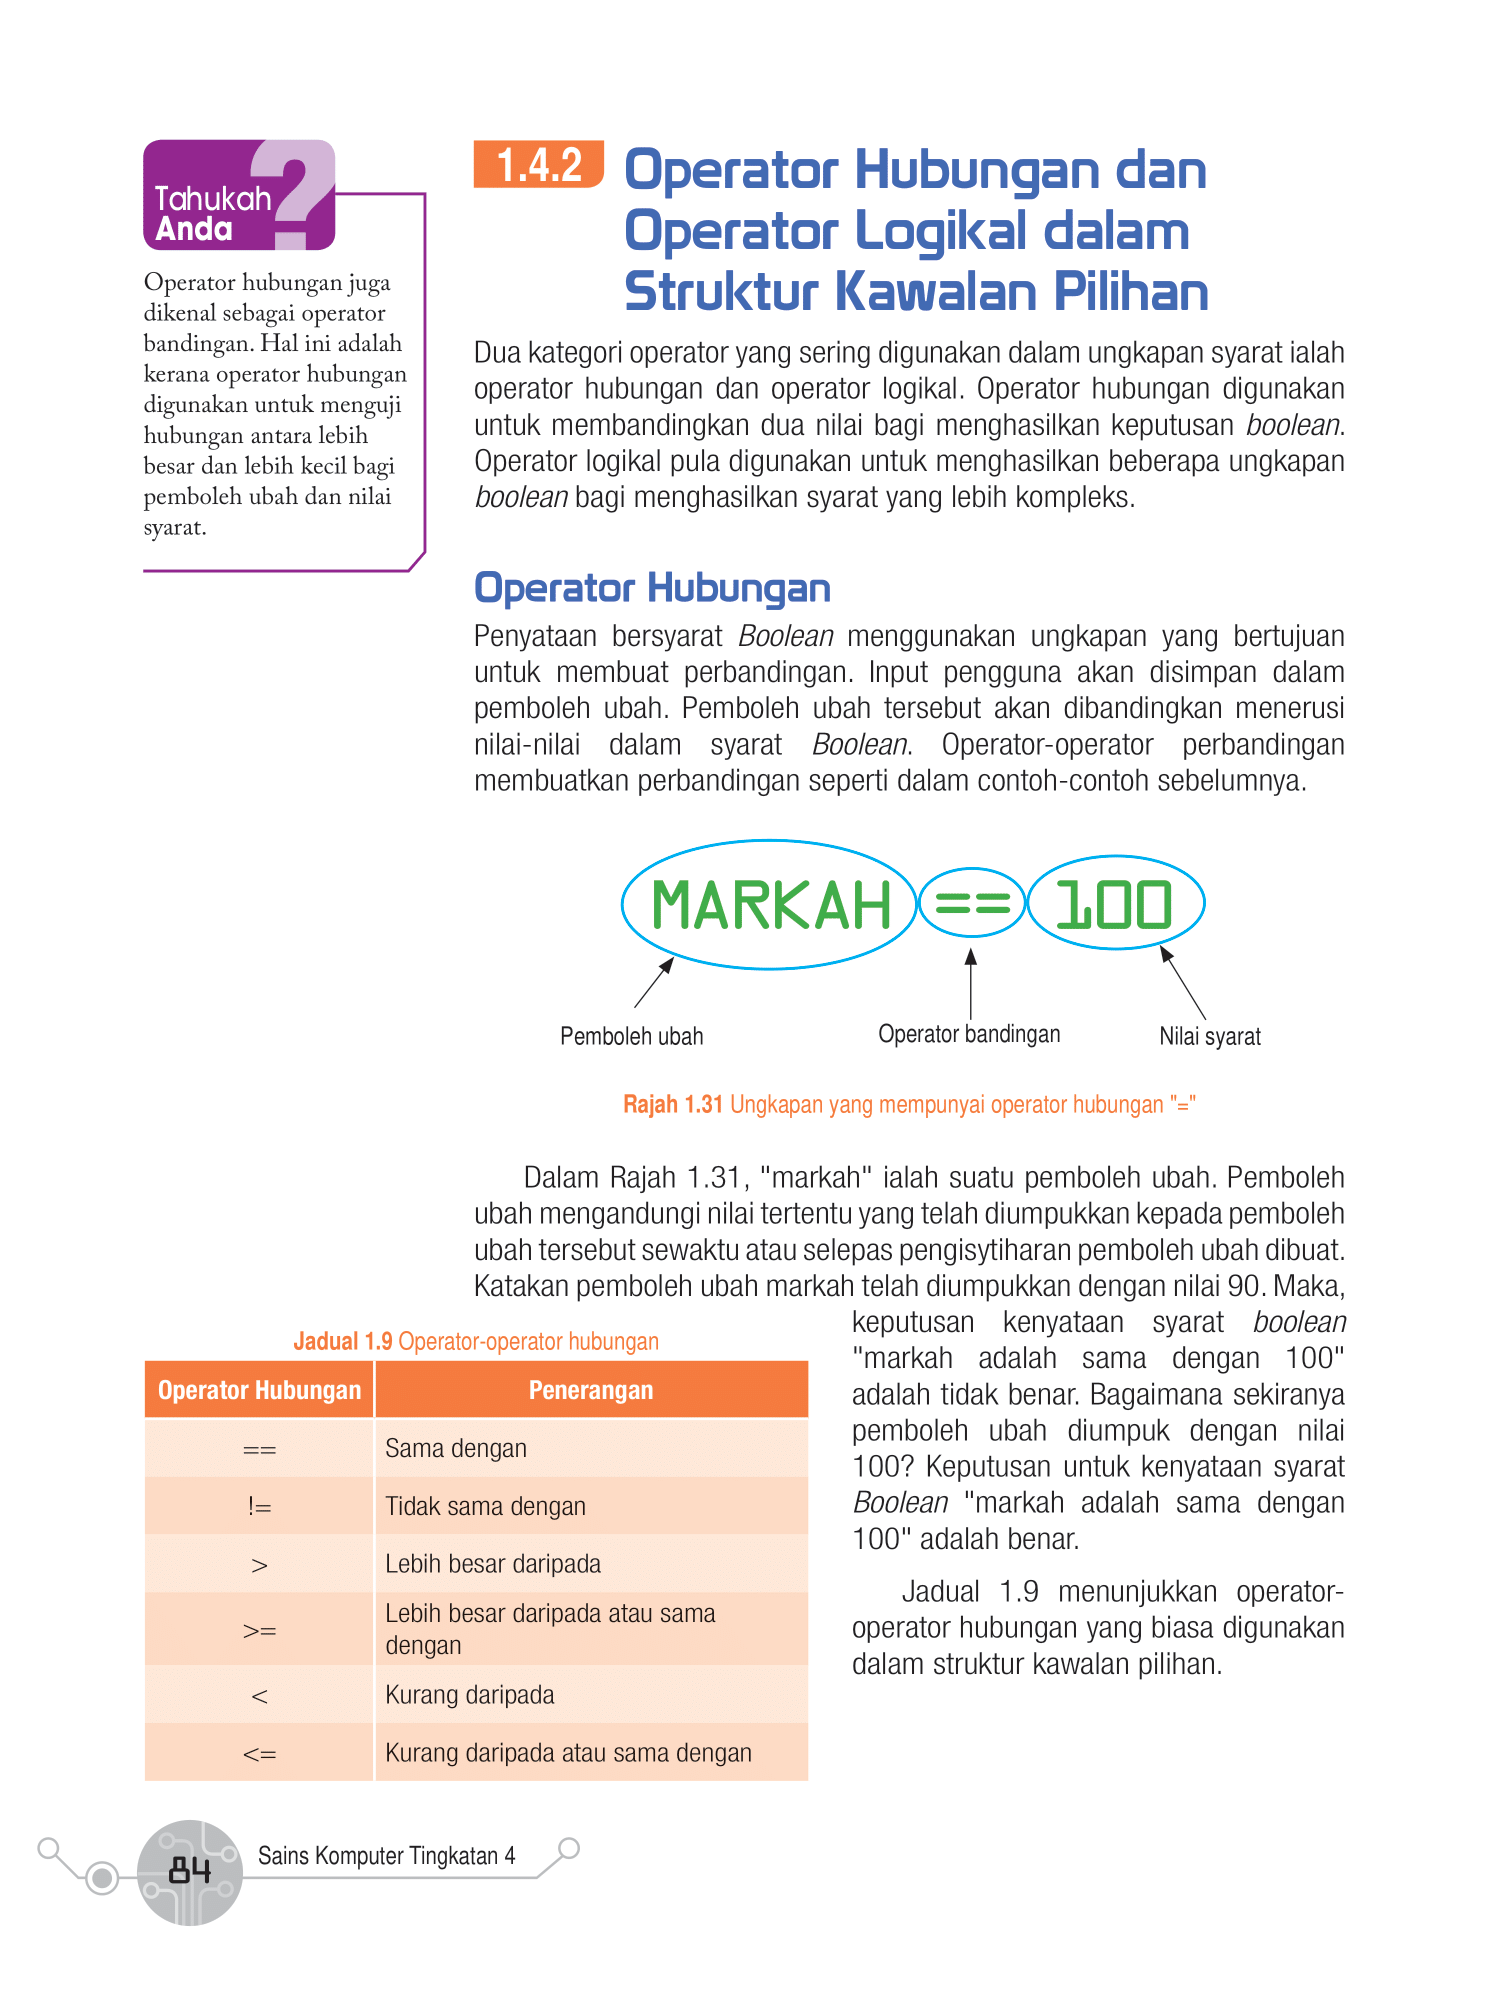 Tahukah
Anda
Operator hubungan juga
dikenal sebagai operator
bandingan. Hal ini adalah
kerana operator hubungan
digunakan untuk menguji
hubungan antara lebih
besar dan lebih kecil bagi
pemboleh ubah dan nilai
syarat.
1.4.2 Operator Hubungan dan
Operator Logikal dalam
Struktur Kawalan Pilihan
Dua kategori operator yang sering digunakan dalam ungkapan syarat ialah
operator hubungan dan operator logikal. Operator hubungan digunakan
untuk membandingkan dua nilai bagi menghasilkan keputusan boolean.
Operator logikal pula digunakan untuk menghasilkan beberapa ungkapan
boolean bagi menghasilkan syarat yang lebih kompleks.
Operator Hubungan
Penyataan bersyarat Boolean menggunakan ungkapan yang bertujuan
untuk membuat perbandingan. Input pengguna akan disimpan dalam
pemboleh ubah. Pemboleh ubah tersebut akan dibandingkan menerusi
nilai-nilai dalam syarat Boolean. Operator-operator perbandingan
membuatkan perbandingan seperti dalam contoh-contoh sebelumnya.
MARKAH == 100
Pemboleh ubah Operator bandingan Nilai syarat
Rajah 1.31 Ungkapan yang mempunyai operator hubungan "="
Dalam Rajah 1.31, "markah" ialah suatu pemboleh ubah. Pemboleh
ubah mengandungi nilai tertentu yang telah diumpukkan kepada pemboleh
ubah tersebut sewaktu atau selepas pengisytiharan pemboleh ubah dibuat.
Katakan pemboleh ubah markah telah diumpukkan dengan nilai 90. Maka,
keputusan kenyataan syarat boolean
"markah adalah sama dengan 100"
adalah tidak benar. Bagaimana sekiranya
pemboleh ubah diumpuk dengan nilai
100? Keputusan untuk kenyataan syarat
Boolean "markah adalah sama dengan
100" adalah benar.
Jadual 1.9 menunjukkan operator-
operator hubungan yang biasa digunakan
dalam struktur kawalan pilihan.
Jadual 1.9 Operator-operator hubungan
Operator Hubungan Penerangan
== Sama dengan
!= Tidak sama dengan
> Lebih besar daripada
>= Lebih besar daripada atau sama
dengan
< Kurang daripada
<= Kurang daripada atau sama dengan
84 Sains Komputer Tingkatan 4